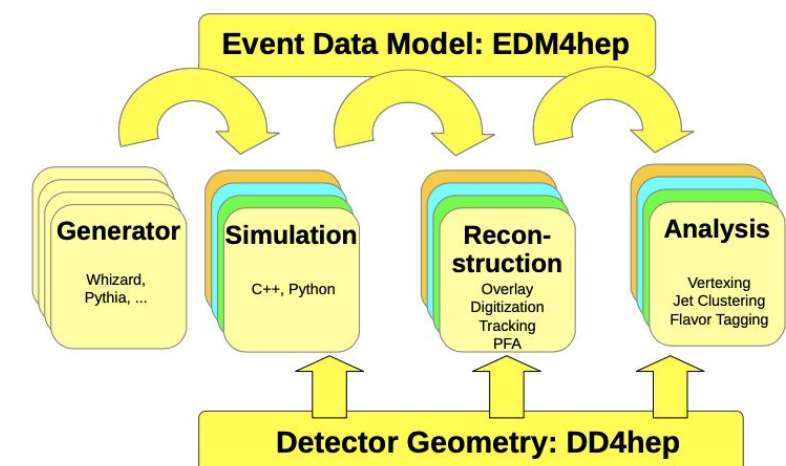 Event Data Model: EDM4hep
Generator
Whizard,
Pythia, ...
Simulation
C++, Python
Recon-
struction
Overlay
Digitization
Tracking
PFA
Analysis
Vertexing
Jet Clustering
Flavor Tagging
Detector Geometry: DD4hep